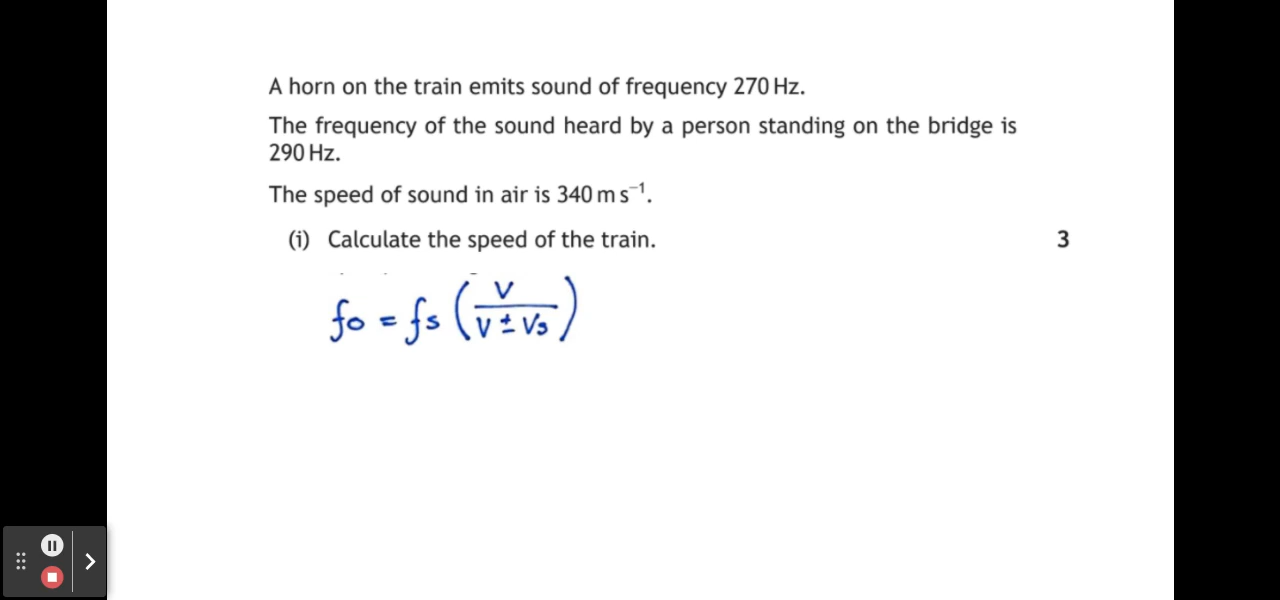 A horn on the train emits sound of frequency 270 Hz.
The frequency of the sound heard by a person standing on the bridge is
290 Hz.
The speed of sound in air is 340 m s⁻¹.
(i) Calculate the speed of the train. 3
fo = fs (v / v ± vs)